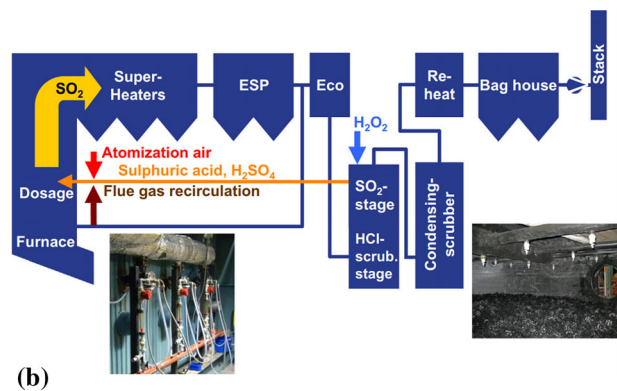 SO2
Super-
Heaters
ESP
Eco
Re-
heat
Bag house
Stack
H2O2
Atomization air
Sulphuric acid, H2SO4
Flue gas recirculation
Dosage
Furnace
SO2-
stage
HCl-
scrub.
stage
Condensing-
scrubber
(b)